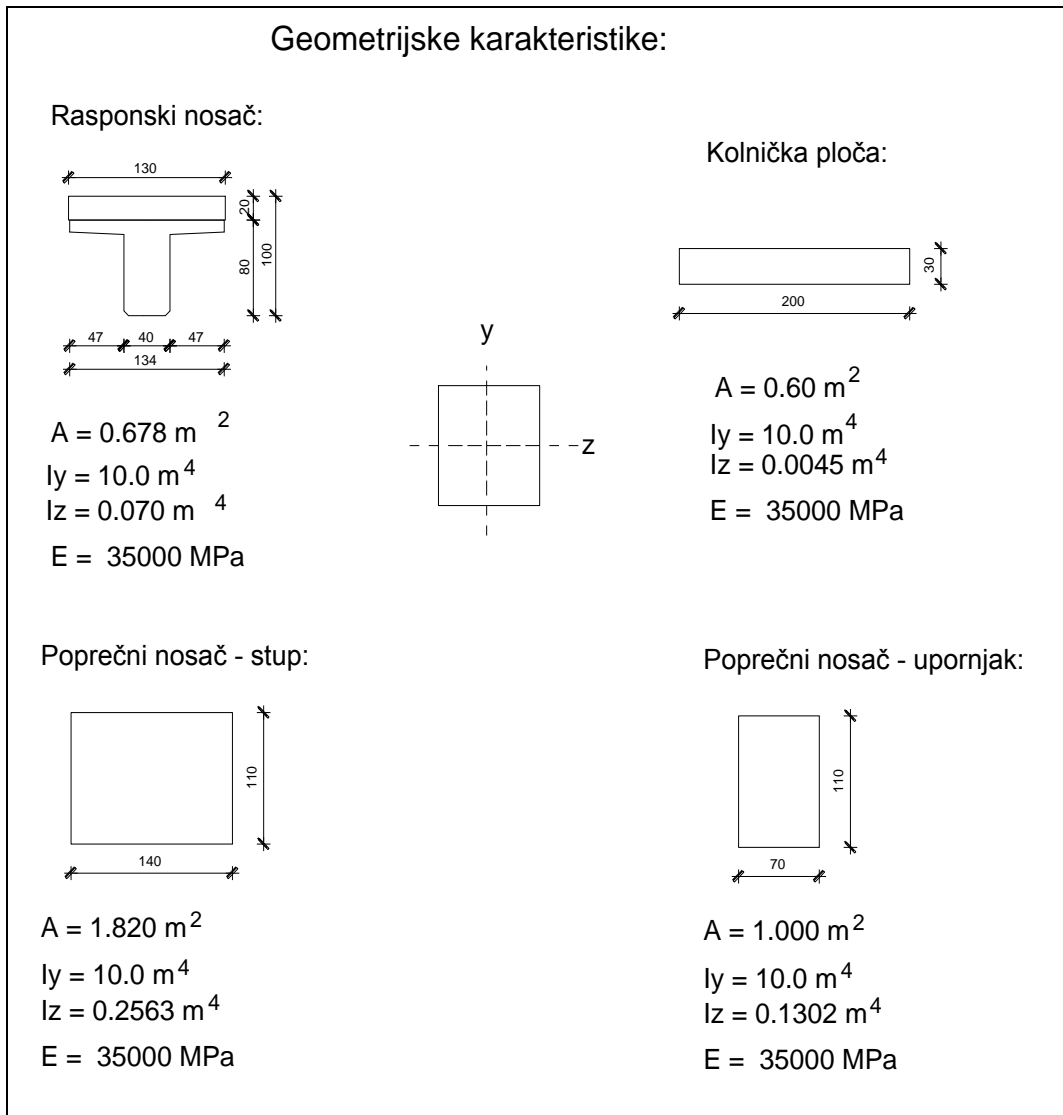 Geometrijske karakteristike:
Rasponski nosač:
130
20
80
100
47 40 47
134
A = 0.678 m 2
Iy = 10.0 m4
Iz = 0.070 m 4
E = 35000 MPa
y
z
Kolnička ploča:
30
200
A = 0.60 m2
Iy = 10.0 m4
Iz = 0.0045 m4
E = 35000 MPa
Poprečni nosač - stup:
110
140
A = 1.820 m2
Iy = 10.0 m4
Iz = 0.2563 m4
E = 35000 MPa
Poprečni nosač - upornjak:
110
70
A = 1.000 m2
Iy = 10.0 m4
Iz = 0.1302 m4
E = 35000 MPa